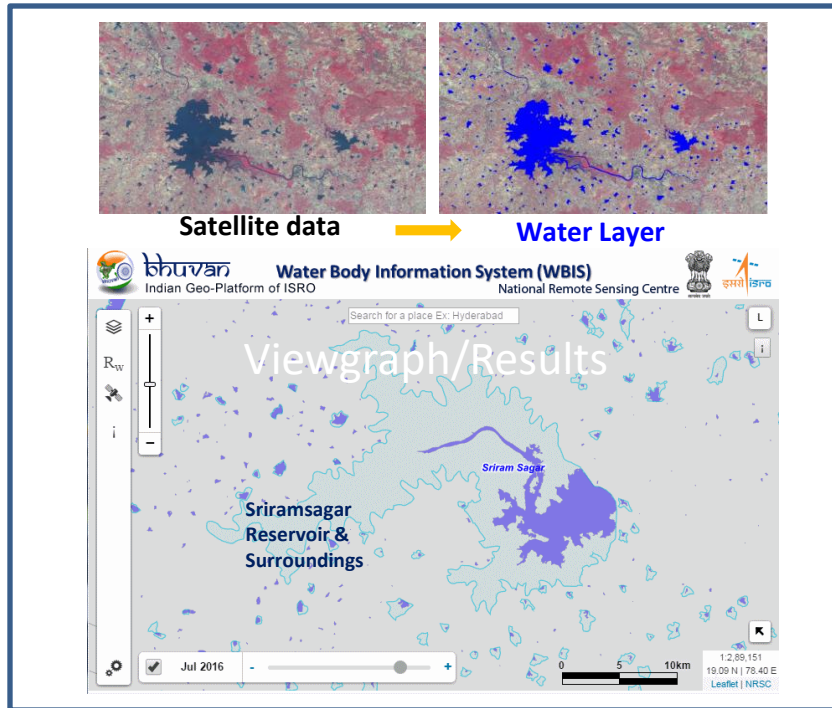 Satellite data
Water Layer
bhuvan
Indian Geo-Platform of ISRO
Water Body Information System (WBIS)
National Remote Sensing Centre
इसरो isro
Search for a place Ex: Hyderabad
+
L
i
Rw
i
−
Viewgraph/Results
Sriram Sagar
Sriramsagar
Reservoir &
Surroundings
Jul 2016 - +
0 5 10km
1:2,89,151
19.09 N | 78.40 E
Leaflet | NRSC